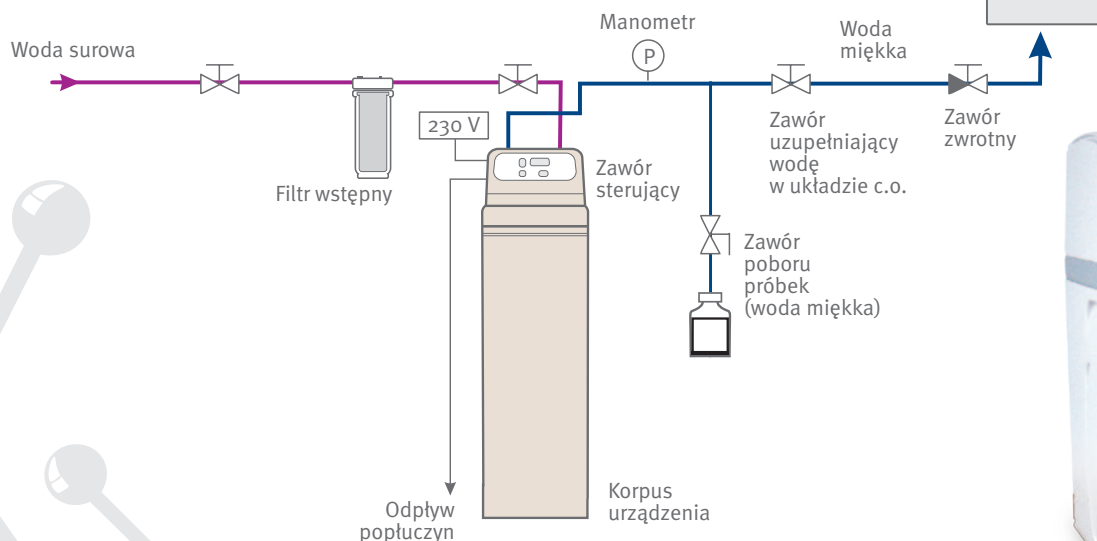 Woda surowa
Manometr
P
Woda
miękka
230 V
Filtr wstępny
Zawór
sterujący
Zawór
uzupełniający
wodę
w układzie c.o.
Zawór
zwrotny
Zawór
poboru
próbek
(woda miękka)
Odpływ
popłuczyn
Korpus
urządzenia